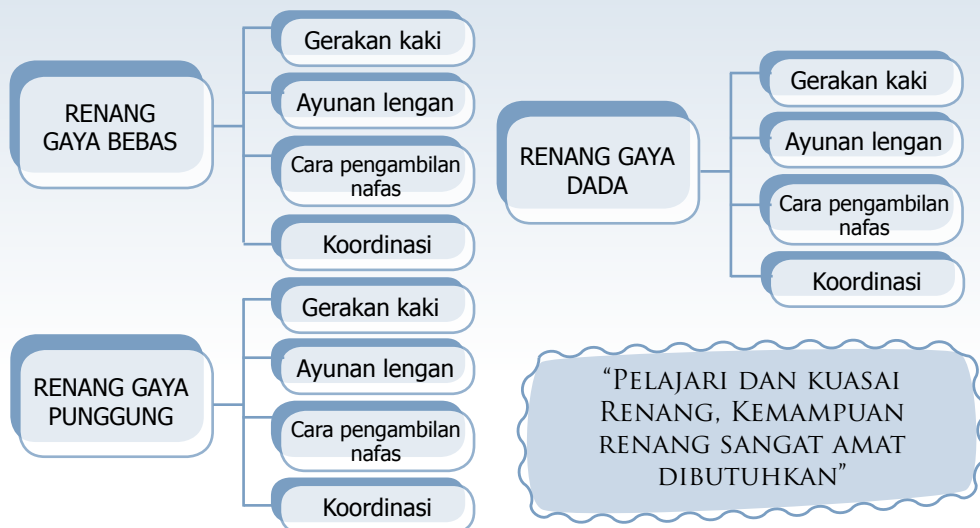 RENANG
GAYA BEBAS
Gerakan kaki
Ayunan lengan
Cara pengambilan
nafas
Koordinasi
RENANG GAYA
PUNGGUNG
Gerakan kaki
Ayunan lengan
Cara pengambilan
nafas
Koordinasi
RENANG GAYA
DADA
Gerakan kaki
Ayunan lengan
Cara pengambilan
nafas
Koordinasi
“Pelajari dan kuasai
Renang, Kemampuan
renang sangat amat
dibutuhkan”